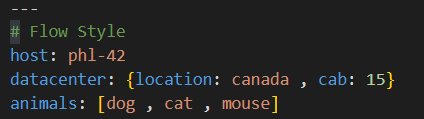 ---
# Flow Style
host: phl-42
datacenter: {location: canada , cab: 15}
animals: [dog , cat , mouse]